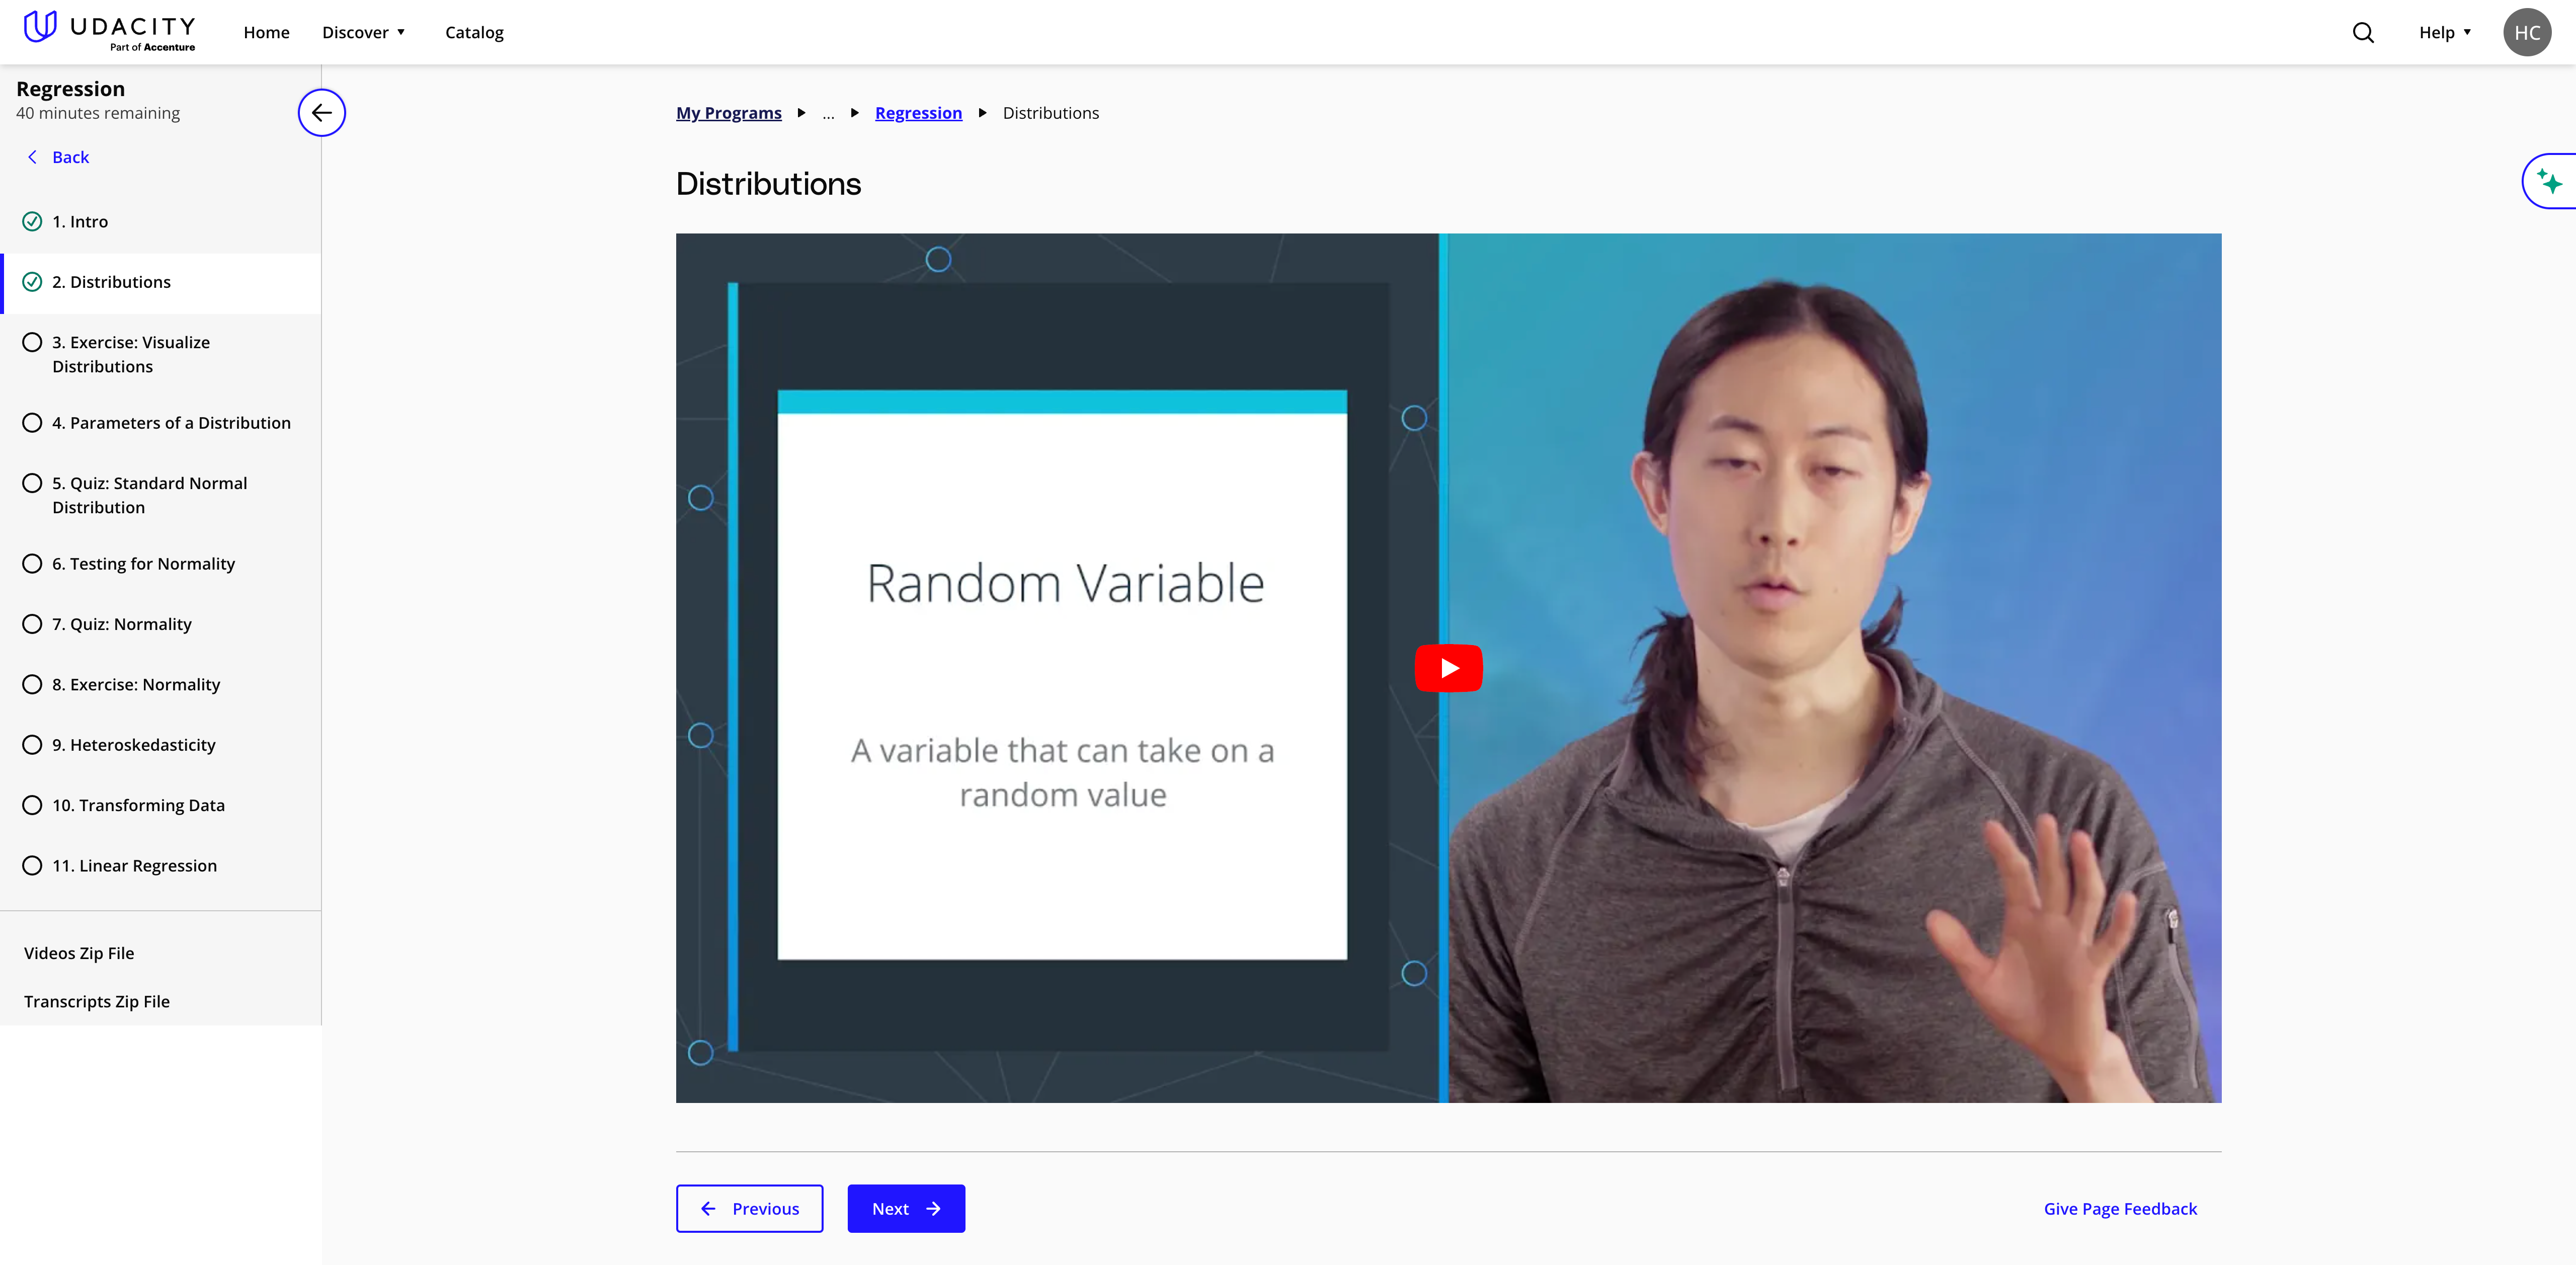 UDACITY
Part of Accenture
Home
Discover
Catalog
Help
HC
Regression
40 minutes remaining
Back
1. Intro
2. Distributions
3. Exercise: Visualize
Distributions
4. Parameters of a Distribution
5. Quiz: Standard Normal
Distribution
6. Testing for Normality
7. Quiz: Normality
8. Exercise: Normality
9. Heteroskedasticity
10. Transforming Data
11. Linear Regression
Videos Zip File
Transcripts Zip File
My Programs ... Regression Distributions
Distributions
Random Variable
A variable that can take on a
random value
Previous
Next
Give Page Feedback